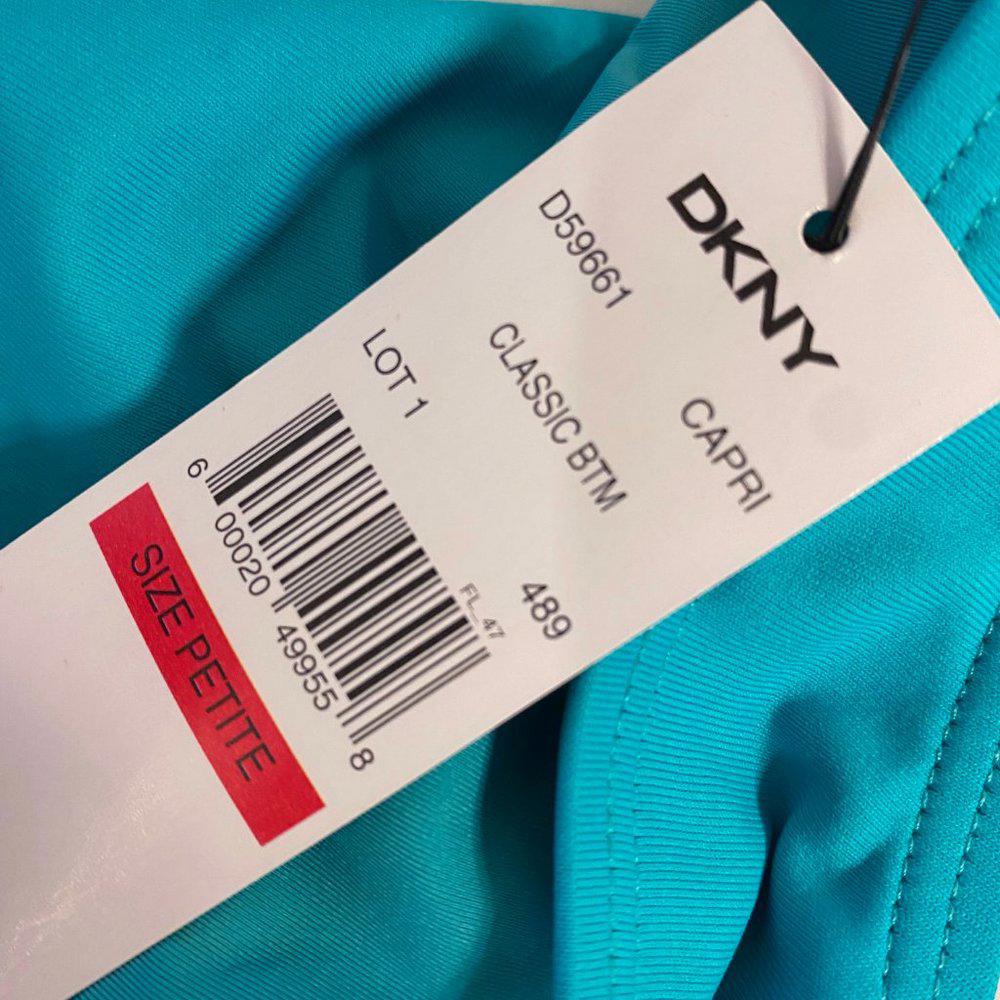 DKNY
D59661
CAPRI
CLASSIC BTM
489
LOT 1
FL_47
6 00020 49955 8
SIZE PETITE